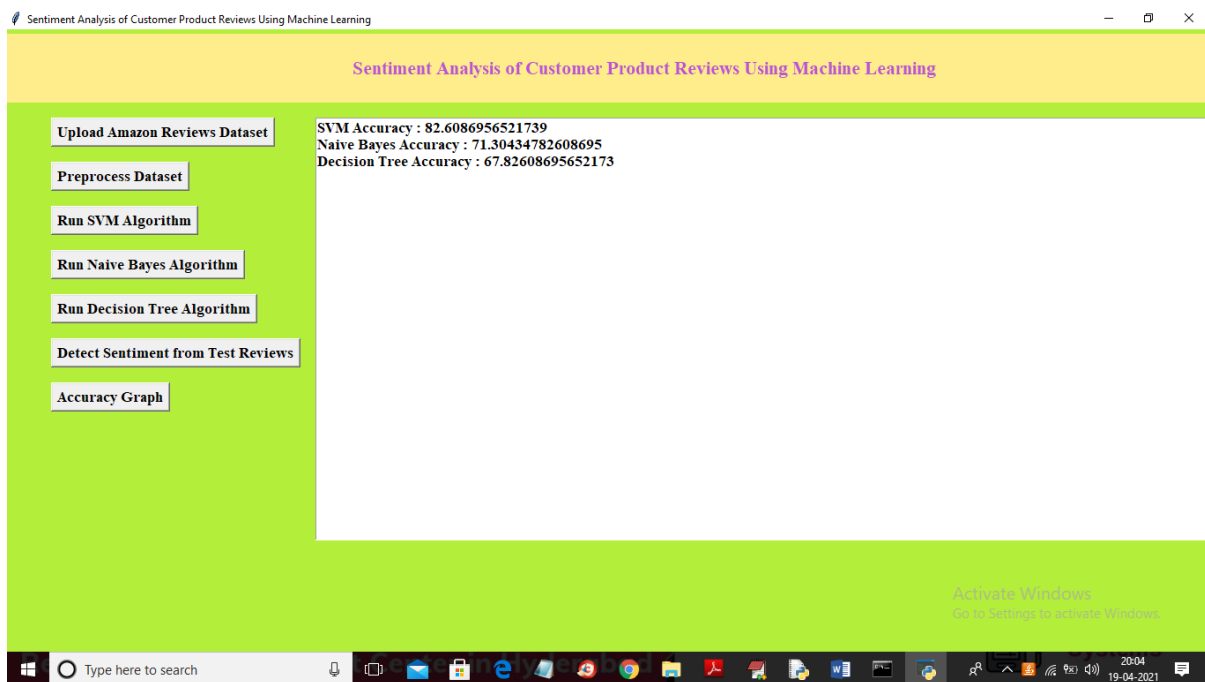 Sentiment Analysis of Customer Product Reviews Using Machine Learning
Sentiment Analysis of Customer Product Reviews Using Machine Learning
Upload Amazon Reviews Dataset
Preprocess Dataset
Run SVM Algorithm
Run Naive Bayes Algorithm
Run Decision Tree Algorithm
Detect Sentiment from Test Reviews
Accuracy Graph
SVM Accuracy : 82.6086956521739
Naive Bayes Accuracy : 71.30434782608695
Decision Tree Accuracy : 67.82608695652173
Activate Windows
Go to Settings to activate Windows.
Type here to search
20:04
19-04-2021